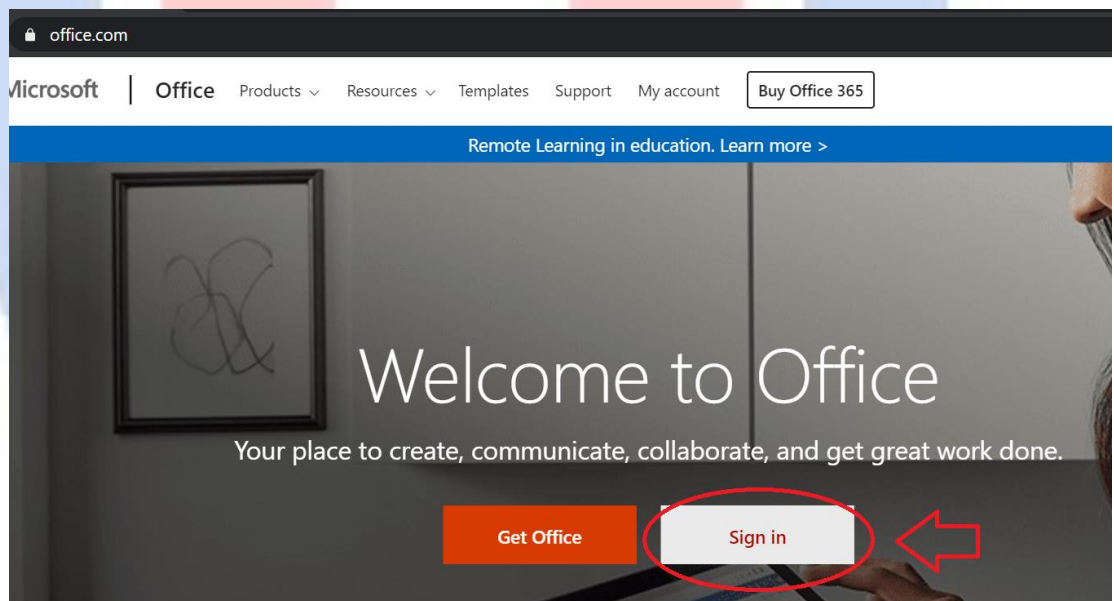 office.com
Microsoft | Office Products Resources Templates Support My account Buy Office 365
Remote Learning in education. Learn more >
Welcome to Office
Your place to create, communicate, collaborate, and get great work done.
Get Office Sign in